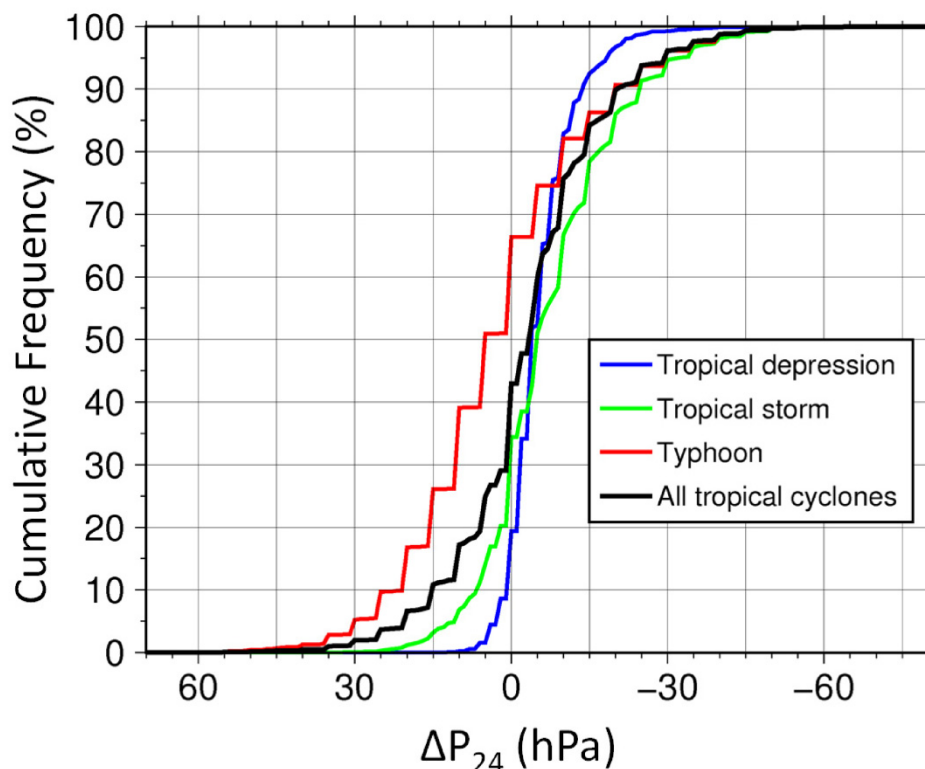 100
90
80
70
60
50
40
30
20
10
0
Cumulative Frequency (%)
Tropical depression
Tropical storm
Typhoon
All tropical cyclones
60 30 0 −30 −60
ΔP24 (hPa)